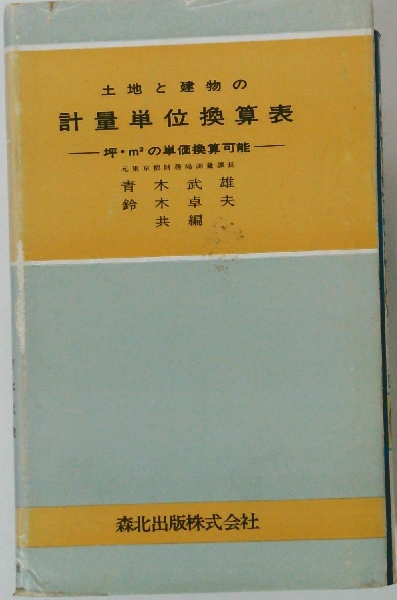 土地と建物の
計量単位換算表
―坪・m²の単価換算可能―
元東京都財務局測量課長
青木武雄
鈴木卓夫
共編
森北出版株式会社